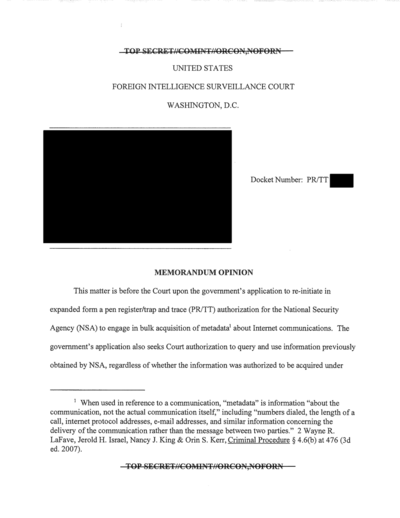 TOP SECRET//COMINT//ORCON,NOFORN
UNITED STATES
FOREIGN INTELLIGENCE SURVEILLANCE COURT
WASHINGTON, D.C.
Docket Number: PR/TT
MEMORANDUM OPINION
This matter is before the Court upon the government's application to re-initiate in
expanded form a pen register/trap and trace (PR/TT) authorization for the National Security
Agency (NSA) to engage in bulk acquisition of metadata¹ about Internet communications. The
government's application also seeks Court authorization to query and use information previously
obtained by NSA, regardless of whether the information was authorized to be acquired under
¹ When used in reference to a communication, "metadata" is information "about the
communication, not the actual communication itself," including "numbers dialed, the length of a
call, internet protocol addresses, e-mail addresses, and similar information concerning the
delivery of the communication rather than the message between two parties." 2 Wayne R.
LaFave, Jerold H. Israel, Nancy J. King & Orin S. Kerr, Criminal Procedure § 4.6(b) at 476 (3d
ed. 2007).
TOP SECRET//COMINT//ORCON,NOFORN